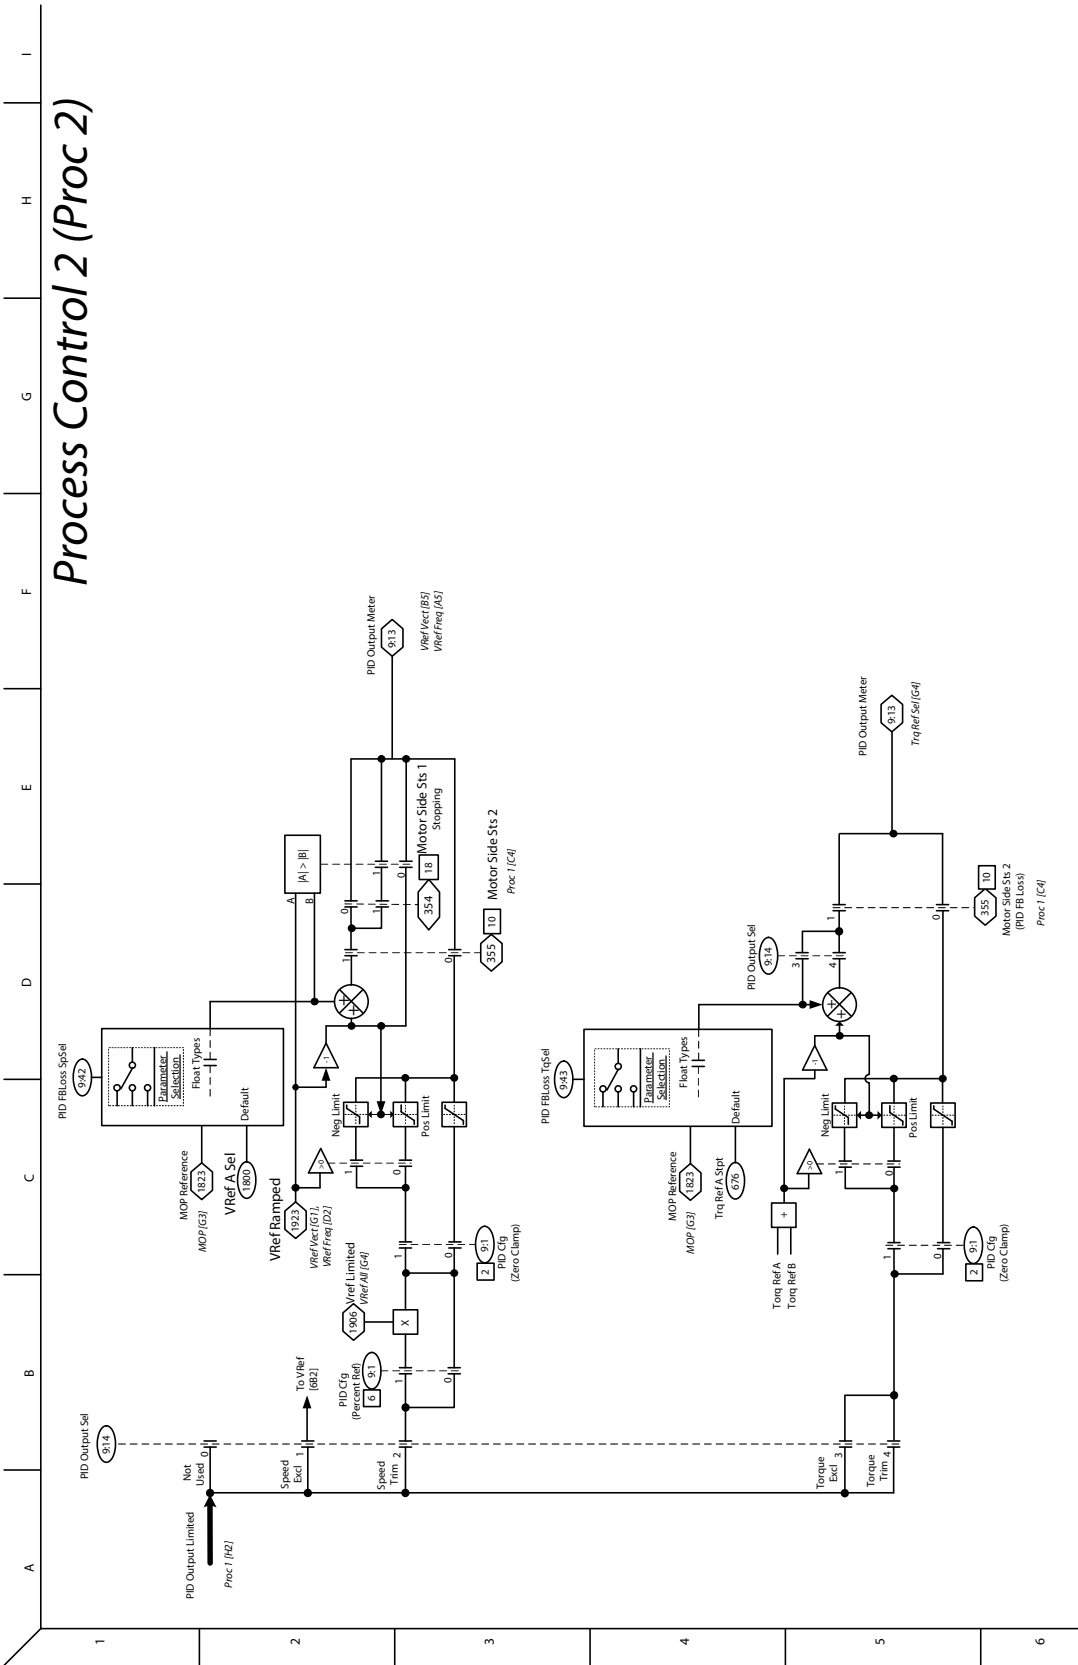 Process Control 2 (Proc 2)
A
B
C
D
E
F
G
H
I
1
2
3
4
5
6
PID Output Limited
Proc 1 [H2]
PID Output Sel
9:14
Not
Used
0
Speed
Excl
1
To VRef
[6B2]
Speed
Trim
2
Torque
Excl
3
Torque
Trim
4
PID Cfg
(Percent Ref)
6
9:1
1
0
X
1906
Vref Limited
VRef All [G4]
1
0
2
9:1
PID Cfg
(Zero Clamp)
PID FBLoss SpSel
9:42
Parameter
Selection
Float Types
Default
MOP Reference
1823
MOP [G3]
VRef A Sel
1800
VRef Ramped
1923
VRef Vect [G1],
VRef Freq [D2]
>0
1
0
Neg Limit
Pos Limit
-1
+
+
A
B
|A| > |B|
1
0
0
1
1
0
354
18
Motor Side Sts 1
Stopping
355
10
Motor Side Sts 2
Proc 1 [C4]
PID Output Meter
9:13
VRef Vect [B5]
VRef Freq [A5]
PID FBLoss TqSel
9:43
Parameter
Selection
Float Types
Default
MOP Reference
1823
MOP [G3]
Trq Ref A Stpt
676
Torq Ref A
Torq Ref B
+
>0
1
0
Neg Limit
Pos Limit
-1
+
+
1
0
2
9:1
PID Cfg
(Zero Clamp)
PID Output Sel
9:14
3
4
1
0
355
10
Motor Side Sts 2
(PID FB Loss)
Proc 1 [C4]
PID Output Meter
9:13
Trq Ref Sel [G4]